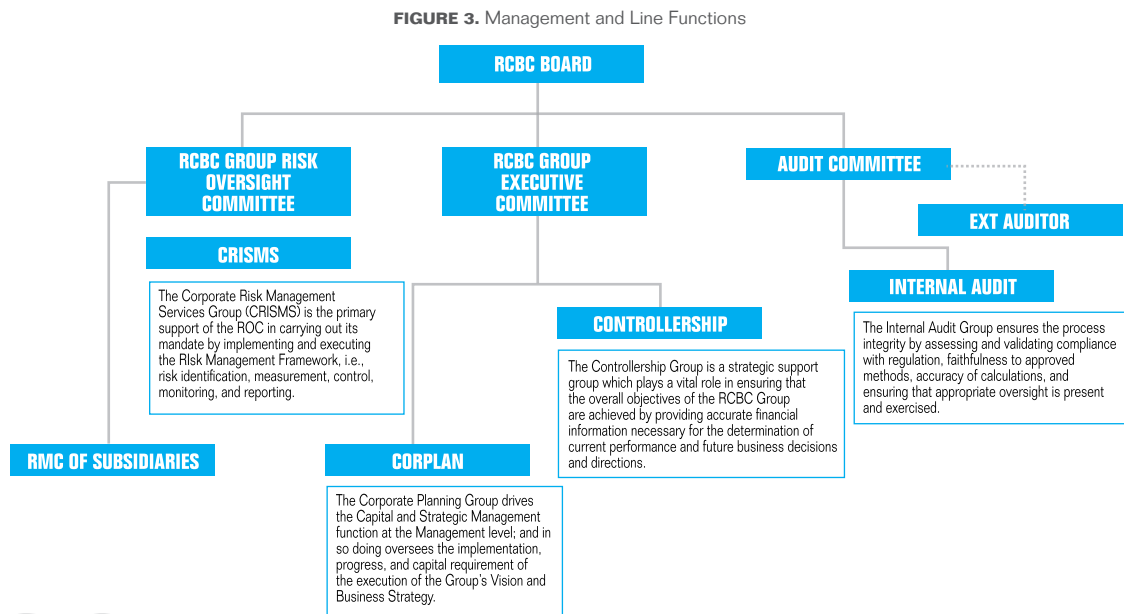 FIGURE 3. Management and Line Functions
RCBC BOARD
RCBC GROUP RISK
OVERSIGHT
COMMITTEE
RCBC GROUP
EXECUTIVE
COMMITTEE
AUDIT COMMITTEE
EXT AUDITOR
CRISMS
The Corporate Risk Management
Services Group (CRISMS) is the primary
support of the ROC in carrying out its
mandate by implementing and executing
the RIsk Management Framework, i.e.,
risk identification, measurement, control,
monitoring, and reporting.
INTERNAL AUDIT
The Internal Audit Group ensures the process
integrity by assessing and validating compliance
with regulation, faithfulness to approved
methods, accuracy of calculations, and
ensuring that appropriate oversight is present
and exercised.
CONTROLLERSHIP
The Controllership Group is a strategic support
group which plays a vital role in ensuring that
the overall objectives of the RCBC Group
are achieved by providing accurate financial
information necessary for the determination of
current performance and future business decisions
and directions.
RMC OF SUBSIDIARIES
CORPLAN
The Corporate Planning Group drives
the Capital and Strategic Management
function at the Management level; and in
so doing oversees the implementation,
progress, and capital requirement of
the execution of the Group's Vision and
Business Strategy.